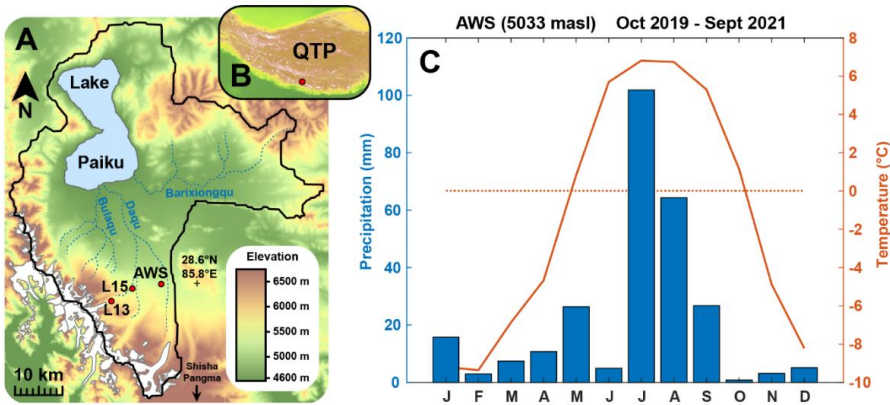 A
N
Lake
Paiku
Barixiongqu
Bulaqu
Daqu
28.6°N
85.8°E
AWS
L15
L13
Shisha
Pangma
10 km
Elevation
6500 m
6000 m
5500 m
5000 m
4600 m
B
QTP
AWS (5033 masl) Oct 2019 - Sept 2021
C
Precipitation (mm)
120
100
80
60
40
20
0
Temperature (°C)
8
6
4
2
0
-2
-4
-6
-8
-10
J F M A M J J A S O N D